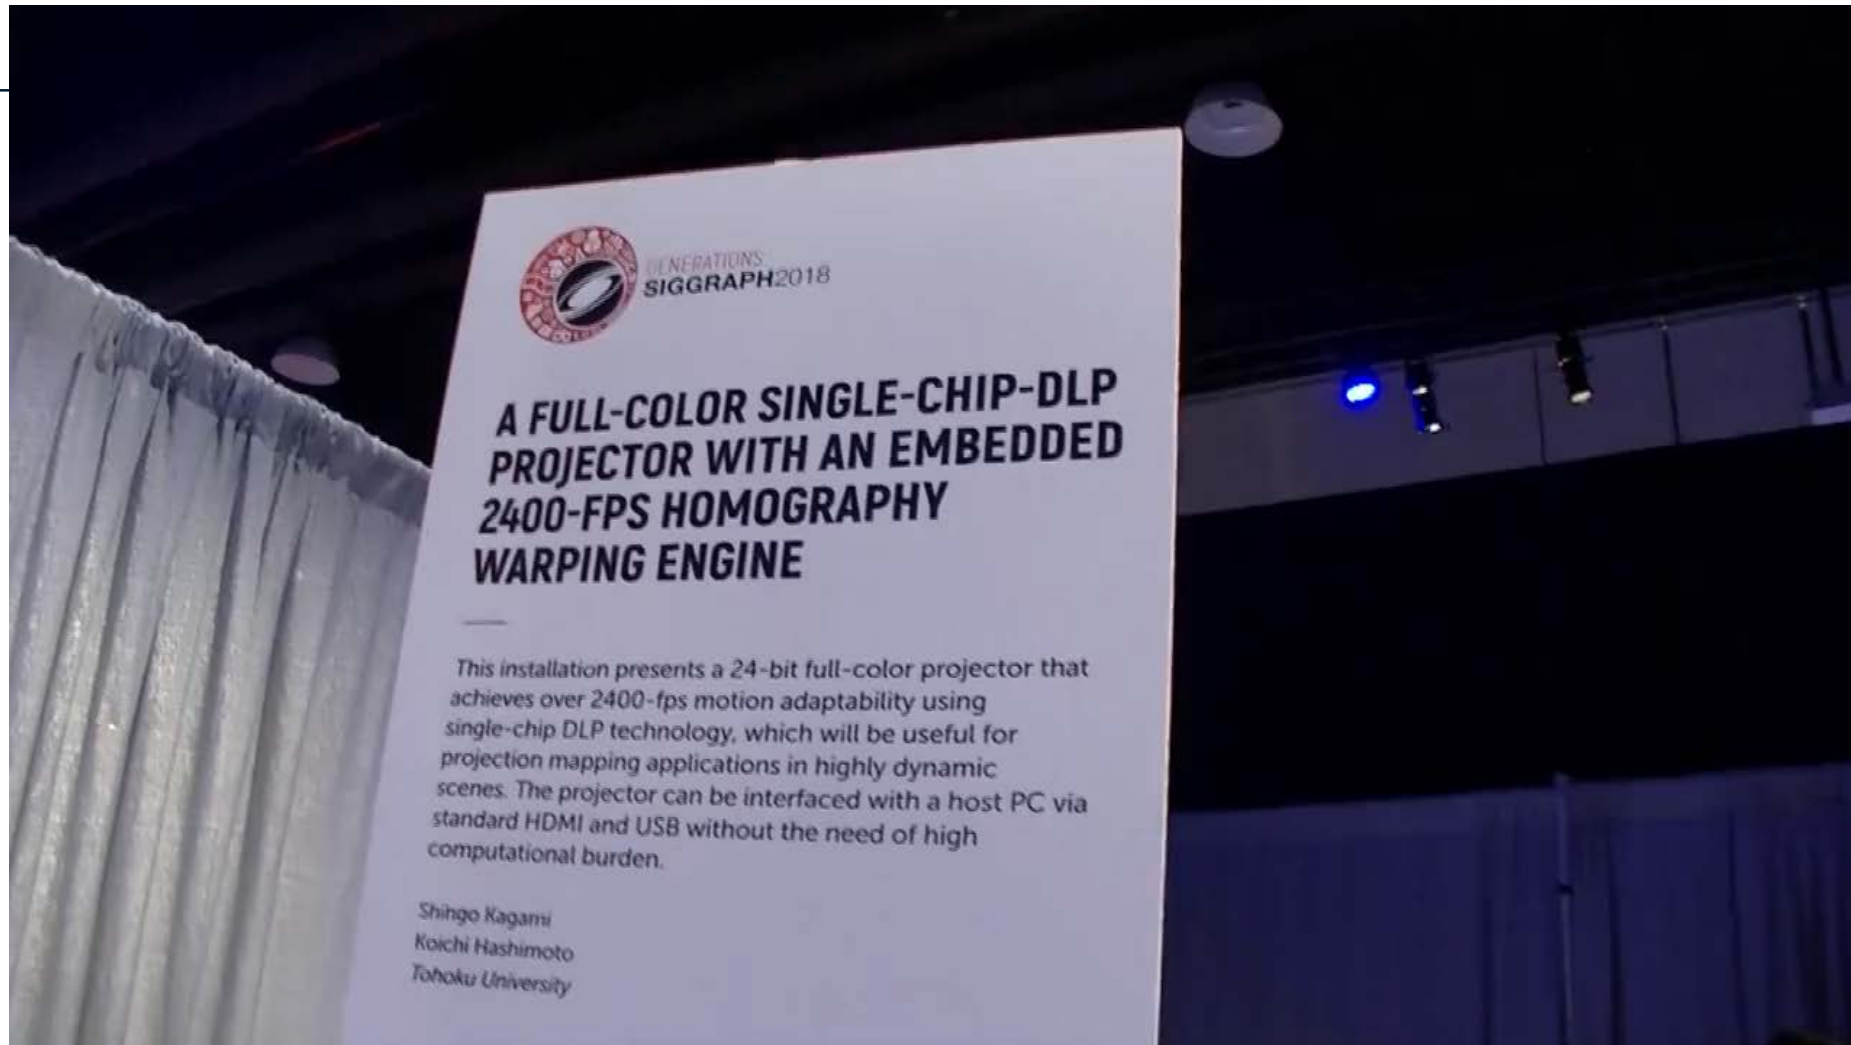 GENERATIONS
SIGGRAPH2018
A FULL-COLOR SINGLE-CHIP-DLP
PROJECTOR WITH AN EMBEDDED
2400-FPS HOMOGRAPHY
WARPING ENGINE
This installation presents a 24-bit full-color projector that
achieves over 2400-fps motion adaptability using
single-chip DLP technology, which will be useful for
projection mapping applications in highly dynamic
scenes. The projector can be interfaced with a host PC via
standard HDMI and USB without the need of high
computational burden.
Shingo Kagami
Koichi Hashimoto
Tohoku University